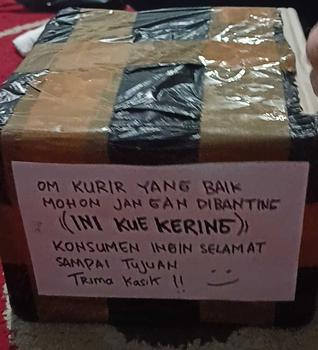 OM KURIR YANG BAIK
MOHON JANGAN DIBANTING
((INI KUE KERING))
KONSUMEN INGIN SELAMAT
SAMPAI TUJUAN
Trima Kasih !!